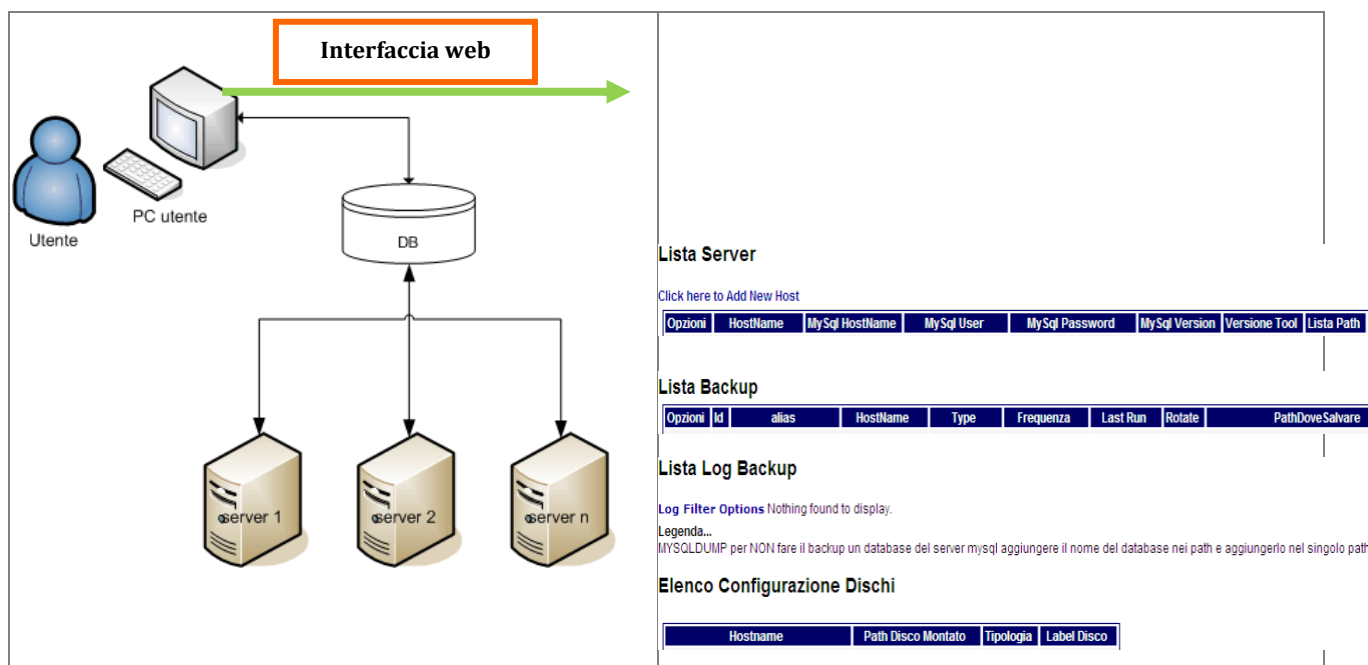 Interfaccia web
PC utente
Utente
DB
server 1
server 2
server n
Lista Server
Click here to Add New Host
Opzioni HostName MySql HostName MySql User MySql Password MySql Version Versione Tool Lista Path
Lista Backup
Opzioni Id alias HostName Type Frequenza Last Run Rotate PathDoveSalvare
Lista Log Backup
Log Filter Options Nothing found to display.
Legenda...
MYSQLDUMP per NON fare il backup un database del server mysql aggiungere il nome del database nei path e aggiungerlo nel singolo path
Elenco Configurazione Dischi
Hostname Path Disco Montato Tipologia Label Disco